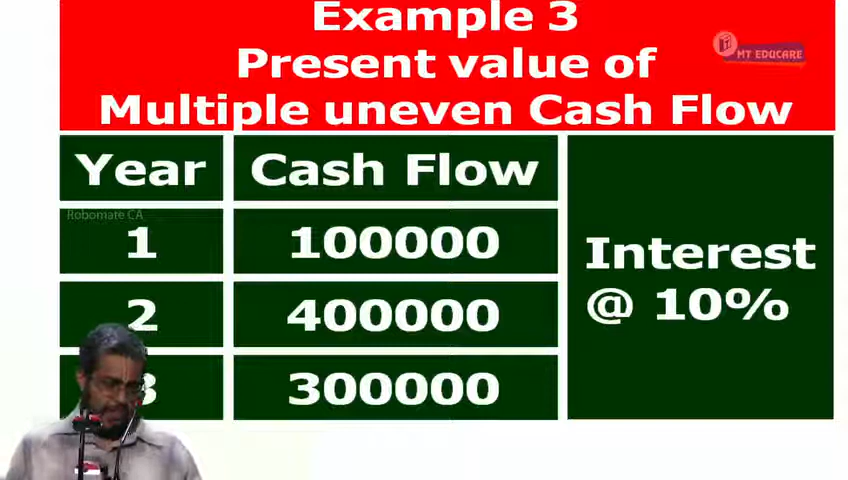 Example 3
Present value of
Multiple uneven Cash Flow
MT EDUCARE
Year
Cash Flow
Robomate CA
1
100000
2
400000
3
300000
Interest
@ 10%